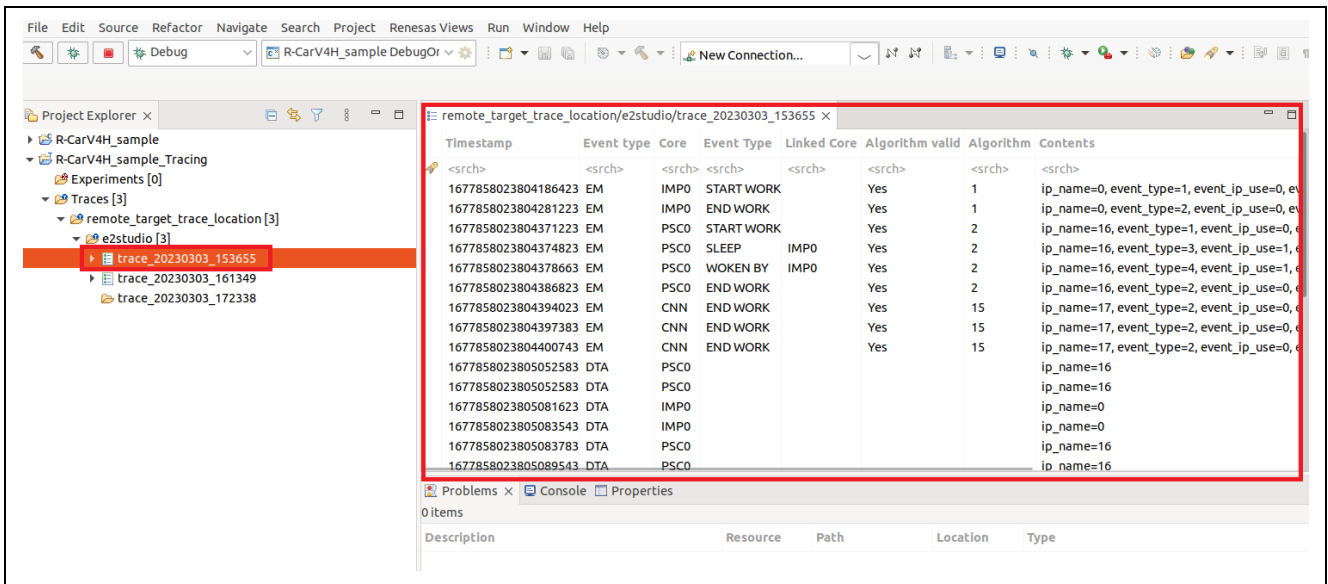 File Edit Source Refactor Navigate Search Project Renesas Views Run Window Help
Debug R-CarV4H_sample DebugOr New Connection...
Project Explorer
R-CarV4H_sample
R-CarV4H_sample_Tracing
Experiments [0]
Traces [3]
remote_target_trace_location [3]
e2studio [3]
trace_20230303_153655
trace_20230303_161349
trace_20230303_172338
remote_target_trace_location/e2studio/trace_20230303_153655
Timestamp Event type Core Event Type Linked Core Algorithm valid Algorithm Contents
<srch> <srch> <srch> <srch> <srch> <srch> <srch> <srch>
1677858023804186423 EM IMP0 START WORK Yes 1 ip_name=0, event_type=1, event_ip_use=0, ev
1677858023804281223 EM IMP0 END WORK Yes 1 ip_name=0, event_type=2, event_ip_use=0, ev
1677858023804371223 EM PSC0 START WORK Yes 2 ip_name=16, event_type=1, event_ip_use=0, e
1677858023804374823 EM PSC0 SLEEP IMP0 Yes 2 ip_name=16, event_type=3, event_ip_use=1, e
1677858023804378663 EM PSC0 WOKEN BY IMP0 Yes 2 ip_name=16, event_type=4, event_ip_use=1, e
1677858023804386823 EM PSC0 END WORK Yes 2 ip_name=16, event_type=2, event_ip_use=0, e
1677858023804394023 EM CNN END WORK Yes 15 ip_name=17, event_type=2, event_ip_use=0, e
1677858023804397383 EM CNN END WORK Yes 15 ip_name=17, event_type=2, event_ip_use=0, e
1677858023804400743 EM CNN END WORK Yes 15 ip_name=17, event_type=2, event_ip_use=0, e
1677858023805052583 DTA PSC0 ip_name=16
1677858023805052583 DTA PSC0 ip_name=16
1677858023805081623 DTA IMP0 ip_name=0
1677858023805083543 DTA IMP0 ip_name=0
1677858023805083783 DTA PSC0 ip_name=16
1677858023805089543 DTA PSC0 ip_name=16
Problems Console Properties
0 items
Description Resource Path Location Type